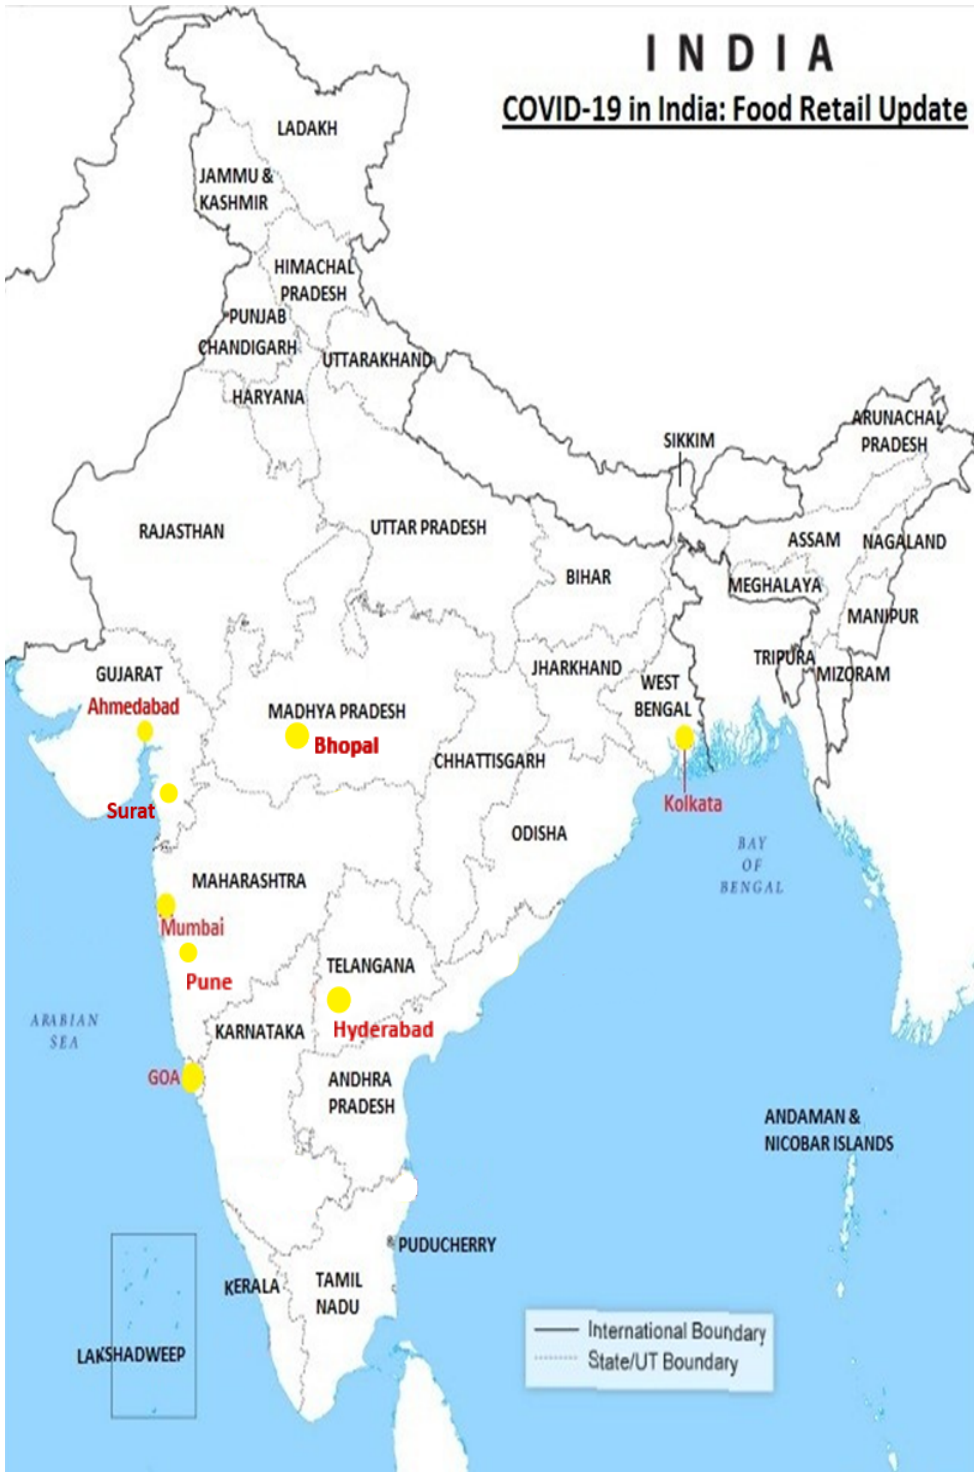 INDIA
COVID-19 in India: Food Retail Update
LADAKH
JAMMU &
KASHMIR
HIMACHAL
PRADESH
PUNJAB
CHANDIGARH
UTTARAKHAND
HARYANA
ARUNACHAL
PRADESH
SIKKIM
RAJASTHAN
UTTAR PRADESH
ASSAM
NAGALAND
BIHAR
MEGHALAYA
MANIPUR
GUJARAT
JHARKHAND
TRIPURA
MIZORAM
WEST
BENGAL
Ahmedabad
MADHYA PRADESH
Bhopal
CHHATTISGARH
Surat
Kolkata
ODISHA
BAY
OF
BENGAL
MAHARASHTRA
Mumbai
Pune
TELANGANA
Hyderabad
ARABIAN
SEA
KARNATAKA
GOA
ANDHRA
PRADESH
ANDAMAN &
NICOBAR ISLANDS
PUDUCHERRY
KERALA
TAMIL
NADU
LAKSHADWEEP
International Boundary
State/UT Boundary